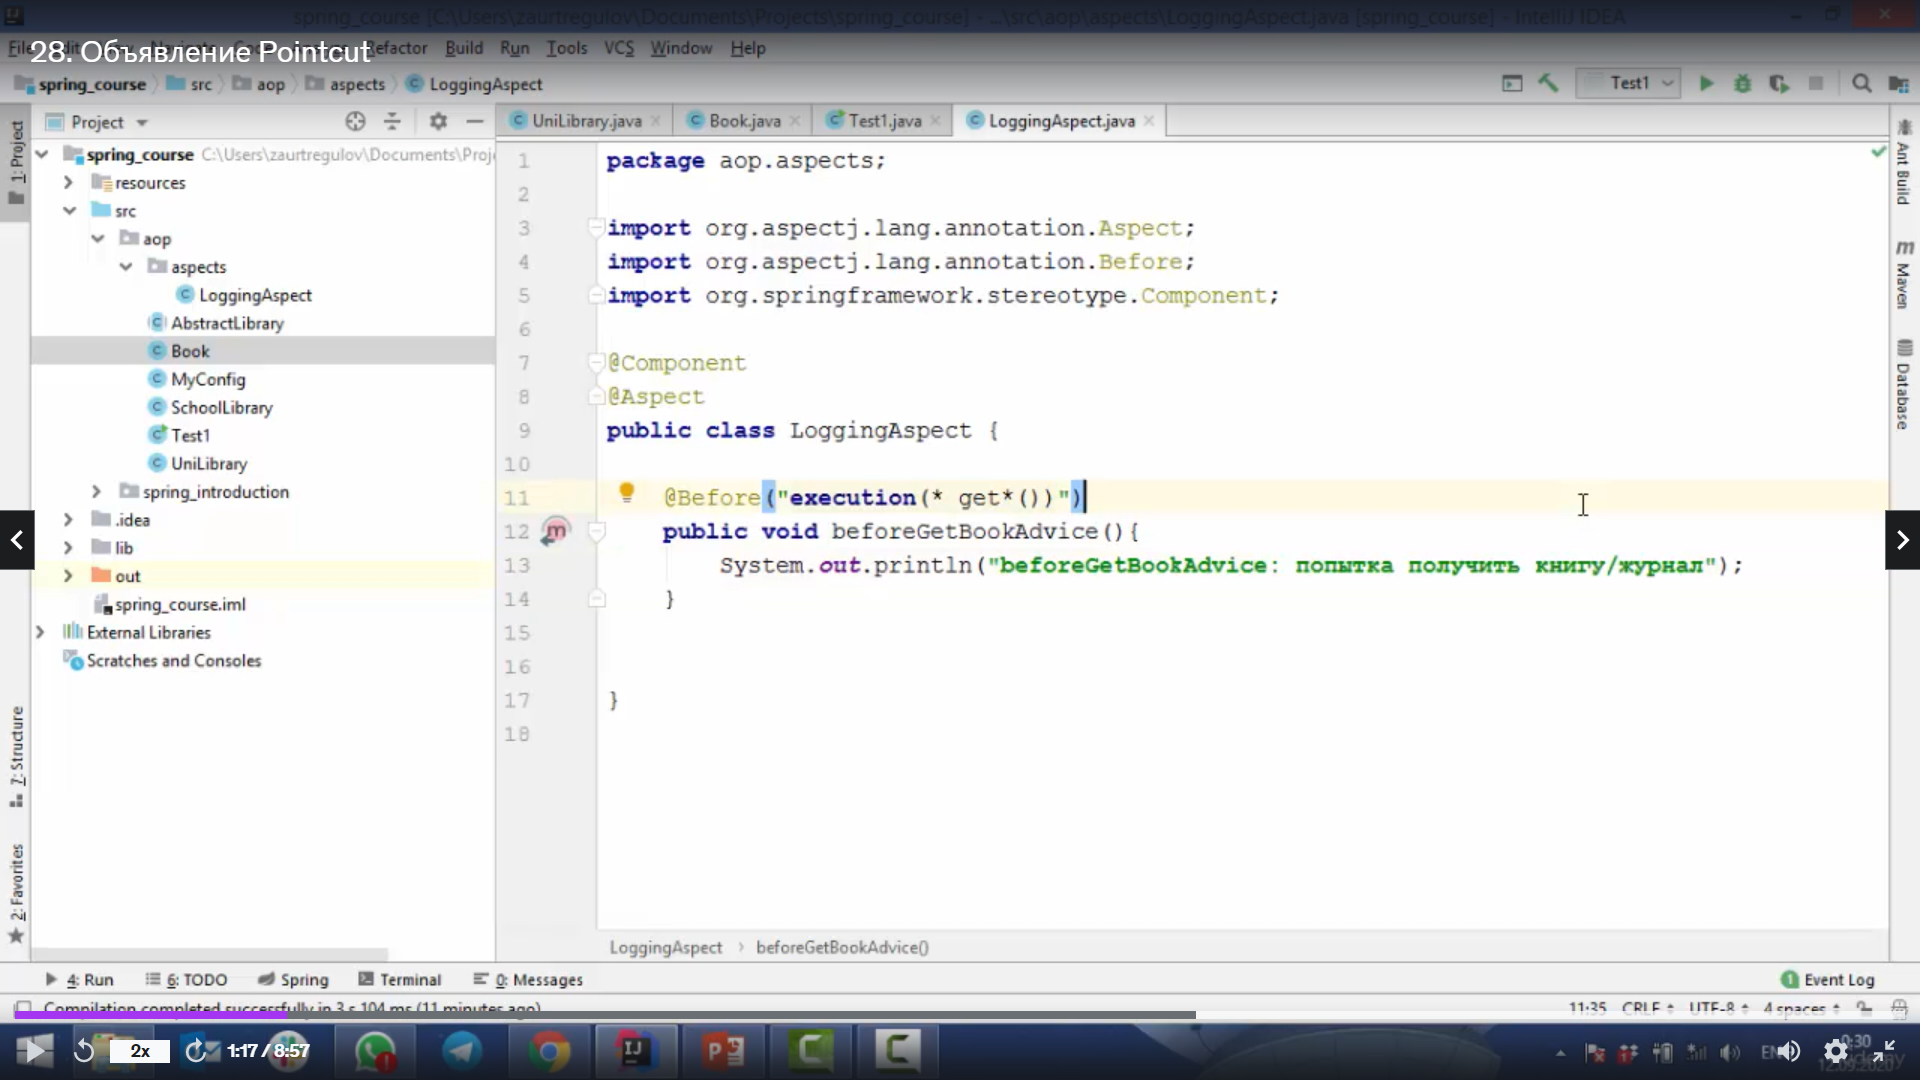 spring_course [C:\Users\zaurtregulov\Documents\Projects\spring_course] - ...\src\aop\aspects\LoggingAspect.java [spring_course] - IntelliJ IDEA
28. Объявление Pointcut
File Refactor Build Run Tools VCS Window Help
spring_course src aop aspects LoggingAspect
Test1
1: Project
Project
UniLibrary.java Book.java Test1.java LoggingAspect.java
spring_course C:\Users\zaurtregulov\Documents\Proj
resources
src
aop
aspects
LoggingAspect
AbstractLibrary
Book
MyConfig
SchoolLibrary
Test1
UniLibrary
spring_introduction
.idea
lib
out
spring_course.iml
External Libraries
Scratches and Consoles
7: Structure
2: Favorites
1 package aop.aspects;
2
3 import org.aspectj.lang.annotation.Aspect;
4 import org.aspectj.lang.annotation.Before;
5 import org.springframework.stereotype.Component;
6
7 @Component
8 @Aspect
9 public class LoggingAspect {
10
11 @Before("execution(* get*())")
12 public void beforeGetBookAdvice(){
13 System.out.println("beforeGetBookAdvice: попытка получить книгу/журнал");
14 }
15
16
17 }
18
Ant Build
Maven
Database
LoggingAspect › beforeGetBookAdvice()
4: Run 6: TODO Spring Terminal 0: Messages
1 Event Log
Compilation completed successfully in 3 s 104 ms (11 minutes ago)
11:35 CRLF UTF-8 4 spaces
2x 1:17 / 8:57
EN
:30
12.09.2020